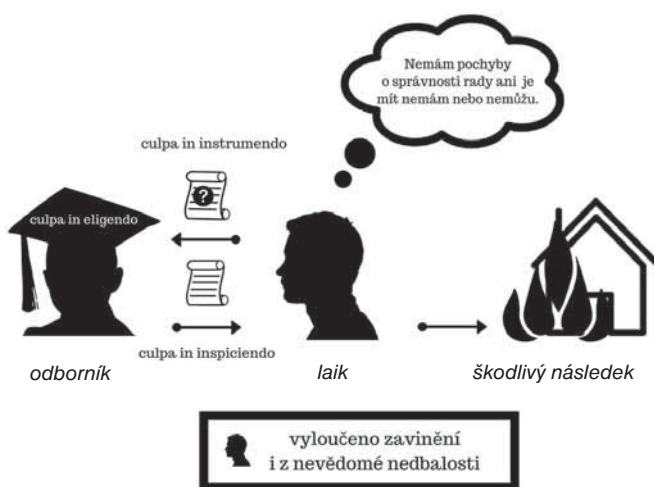 Nemám pochyby
o správnosti rady ani je
mít nemám nebo nemůžu.
culpa in instrumendo
?
culpa in eligendo
culpa in inspiciendo
odborník
laik
škodlivý následek
vyloučeno zavinění
i z nevědomé nedbalosti